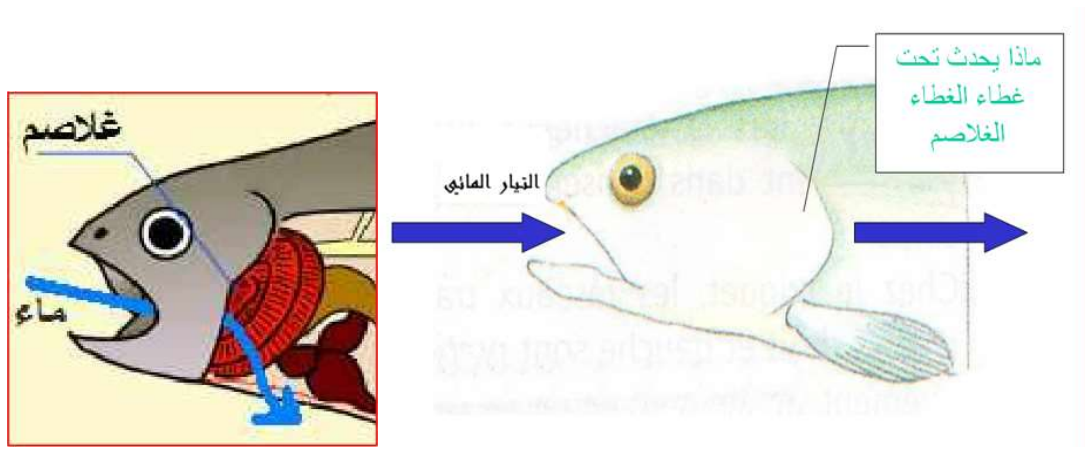 غلاصم
ماء
التيار المائي
ماذا يحدث تحت
غطاء الغطاء
الغلاصم